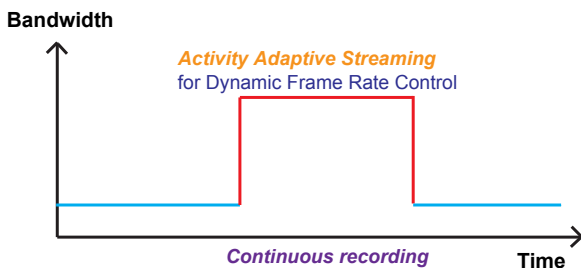 Bandwidth
Activity Adaptive Streaming
for Dynamic Frame Rate Control
Continuous recording
Time